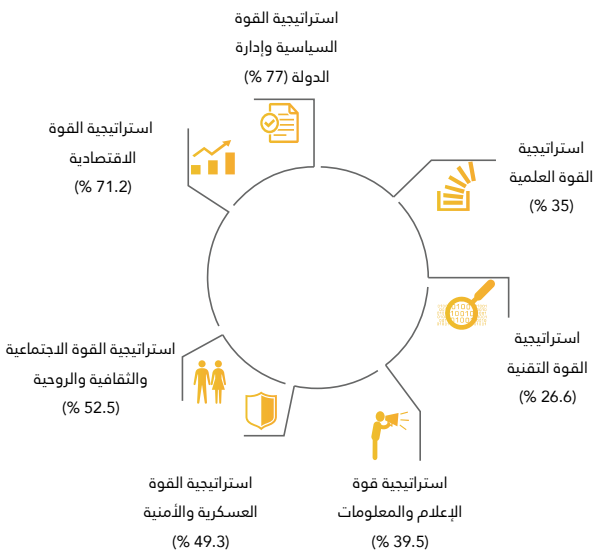 استراتيجية القوة
السياسية وإدارة
الدولة (77 %)
استراتيجية
القوة العلمية
(35 %)
استراتيجية
القوة التقنية
(26.6 %)
استراتيجية قوة
الإعلام والمعلومات
(39.5 %)
استراتيجية القوة
العسكرية والأمنية
(49.3 %)
استراتيجية القوة الاجتماعية
والثقافية والروحية
(52.5 %)
استراتيجية القوة
الاقتصادية
(71.2 %)